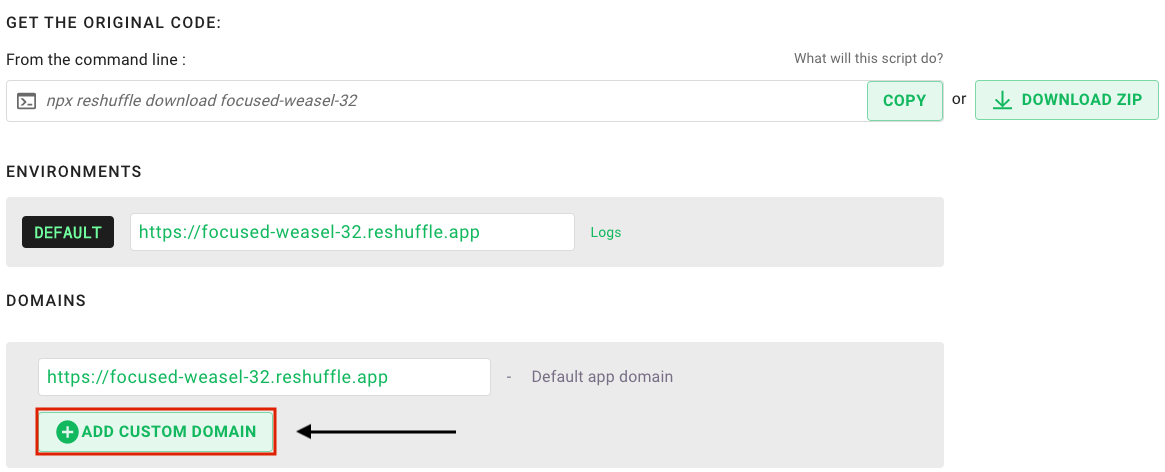 GET THE ORIGINAL CODE:
From the command line :
What will this script do?
npx reshuffle download focused-weasel-32
COPY
or
DOWNLOAD ZIP
ENVIRONMENTS
DEFAULT
https://focused-weasel-32.reshuffle.app
Logs
DOMAINS
https://focused-weasel-32.reshuffle.app
- Default app domain
ADD CUSTOM DOMAIN